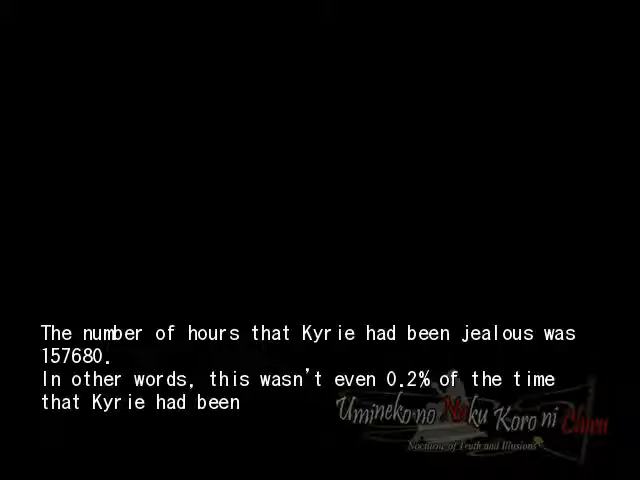 The number of hours that Kyrie had been jealous was
157680.
In other words, this wasn't even 0.2% of the time
that Kyrie had been
Umineko no Naku Koro ni Chiru
Nocturne of Truth and Illusions